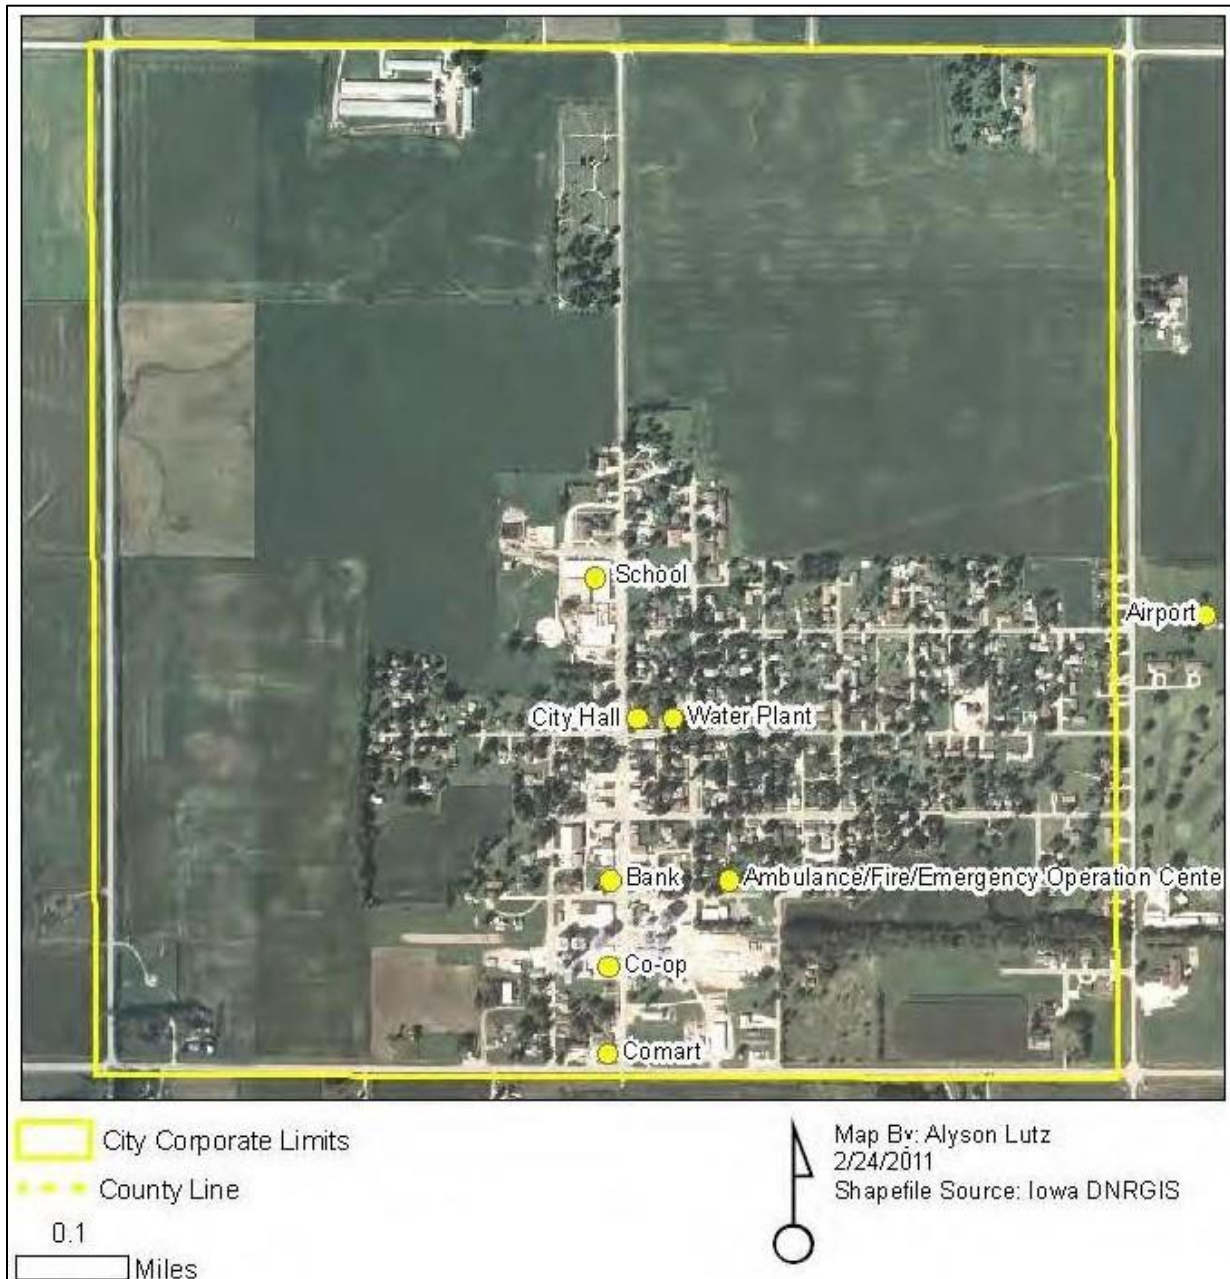 School
Airport
City Hall
Water Plant
Bank
Ambulance/Fire/Emergency Operation Cente
Co-op
Comart
City Corporate Limits
County Line
0.1
Miles
Map By: Alyson Lutz
2/24/2011
Shapefile Source: Iowa DNRGIS